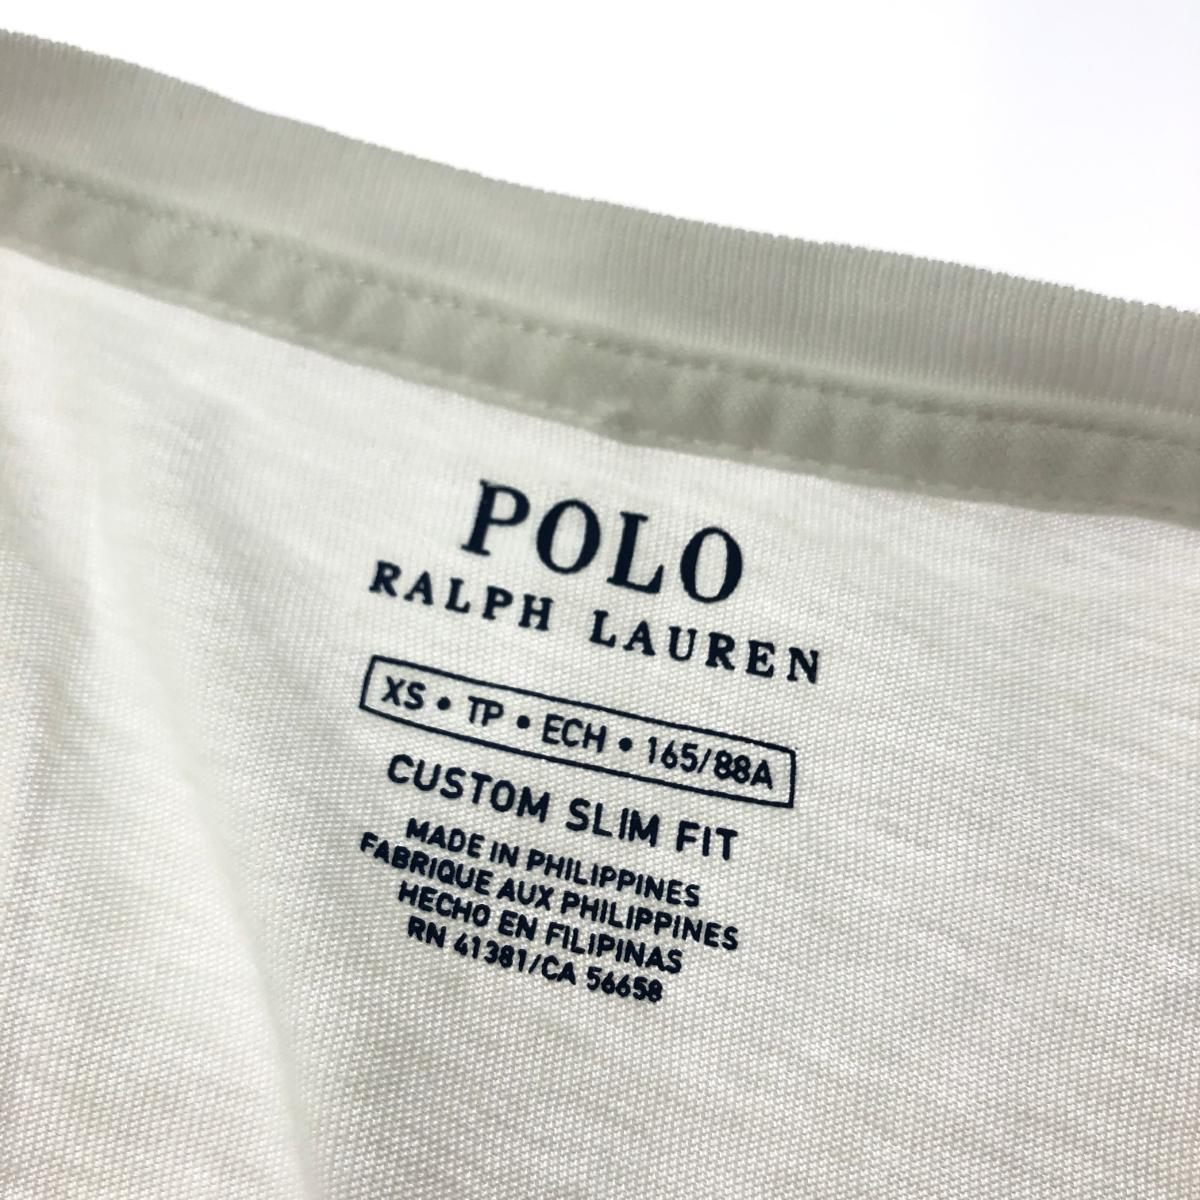 POLO
RALPH LAUREN
XS • TP • ECH • 165/88A
CUSTOM SLIM FIT
MADE IN PHILIPPINES
FABRIQUE AUX PHILIPPINES
HECHO EN FILIPINAS
RN 41381/CA 56658